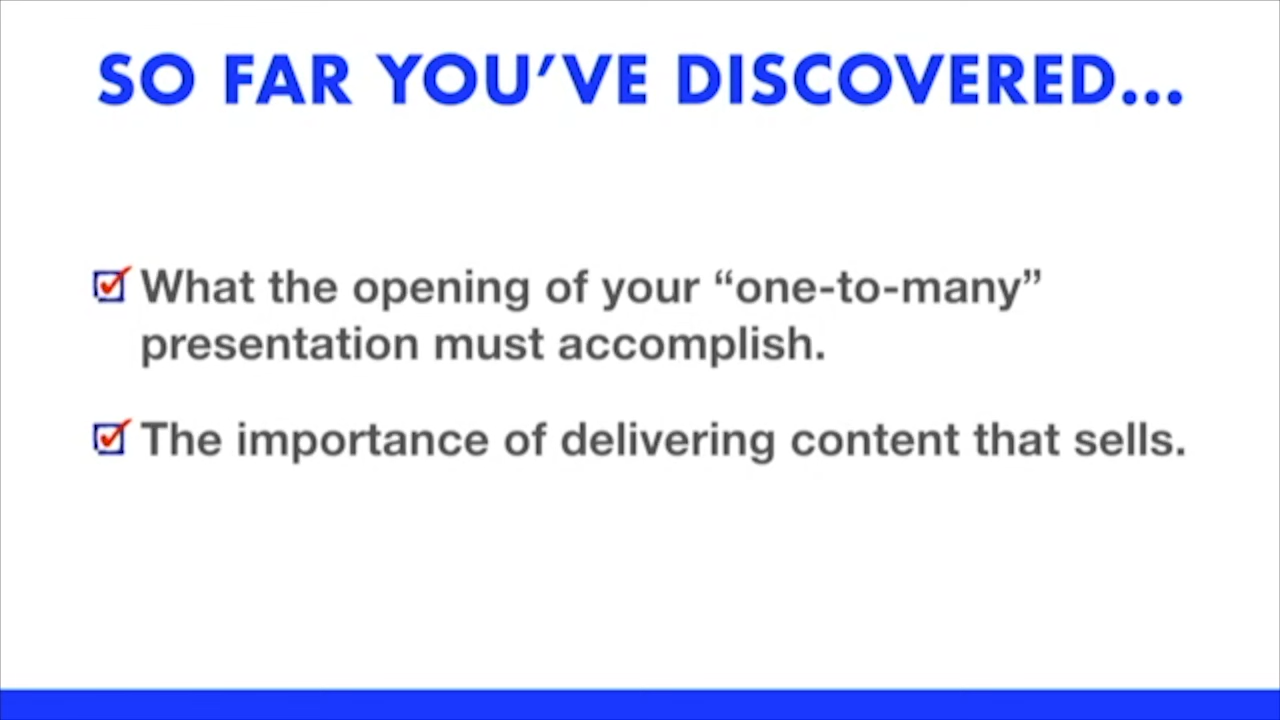 SO FAR YOU’VE DISCOVERED...
What the opening of your “one-to-many”
presentation must accomplish.
The importance of delivering content that sells.